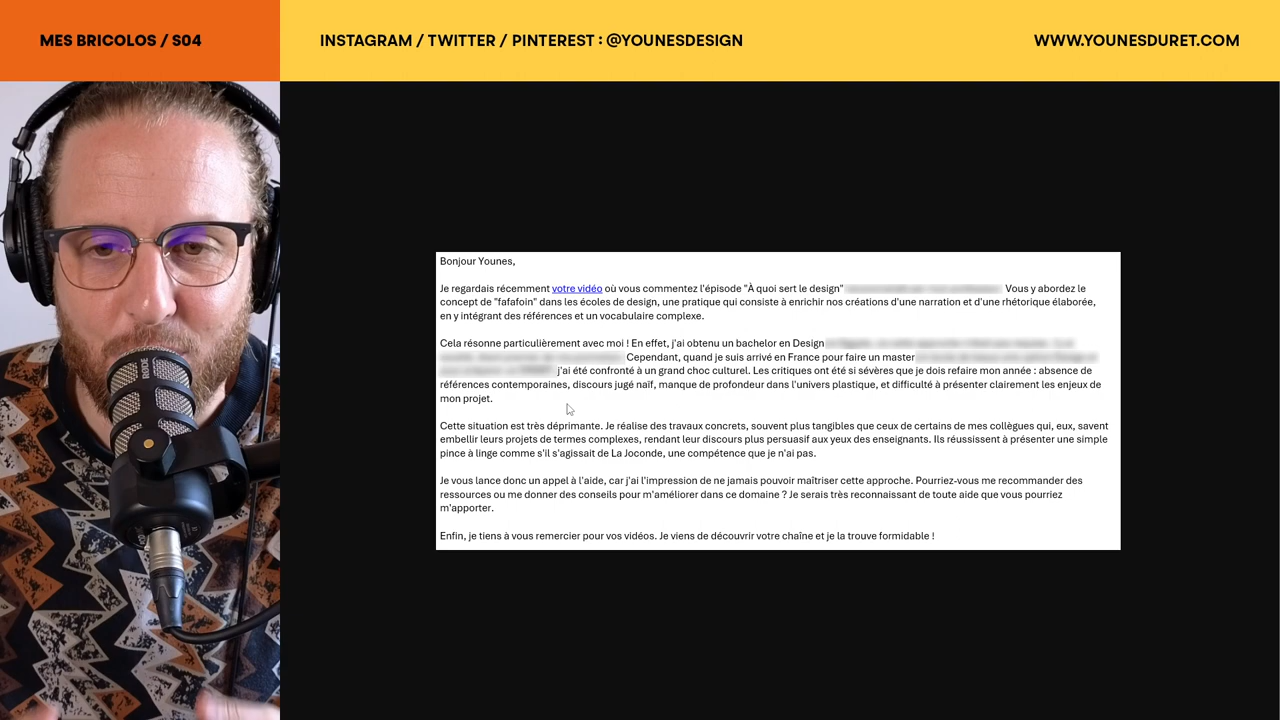 MES BRICOLOS / S04
INSTAGRAM / TWITTER / PINTEREST : @YOUNESDESIGN
WWW.YOUNESDURET.COM
RODE
Bonjour Younes,
Je regardais récemment votre vidéo où vous commentez l'épisode "À quoi sert le design" Vous y abordez le
concept de "fafafoin" dans les écoles de design, une pratique qui consiste à enrichir nos créations d'une narration et d'une rhétorique élaborée,
en y intégrant des références et un vocabulaire complexe.
Cela résonne particulièrement avec moi ! En effet, j'ai obtenu un bachelor en Design
Cependant, quand je suis arrivé en France pour faire un master
j'ai été confronté à un grand choc culturel. Les critiques ont été si sévères que je dois refaire mon année : absence de
références contemporaines, discours jugé naïf, manque de profondeur dans l'univers plastique, et difficulté à présenter clairement les enjeux de
mon projet.
Cette situation est très déprimante. Je réalise des travaux concrets, souvent plus tangibles que ceux de certains de mes collègues qui, eux, savent
embellir leurs projets de termes complexes, rendant leur discours plus persuasif aux yeux des enseignants. Ils réussissent à présenter une simple
pince à linge comme s'il s'agissait de La Joconde, une compétence que je n'ai pas.
Je vous lance donc un appel à l'aide, car j'ai l'impression de ne jamais pouvoir maîtriser cette approche. Pourriez-vous me recommander des
ressources ou me donner des conseils pour m'améliorer dans ce domaine ? Je serais très reconnaissant de toute aide que vous pourriez
m'apporter.
Enfin, je tiens à vous remercier pour vos vidéos. Je viens de découvrir votre chaîne et je la trouve formidable !